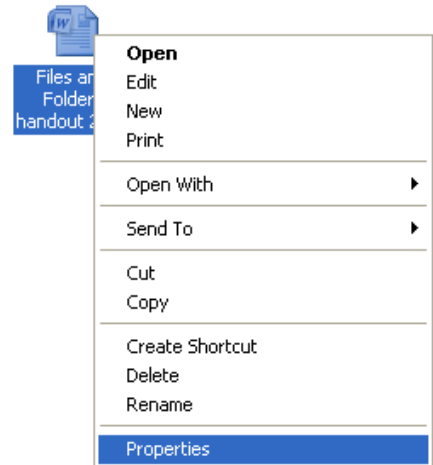 W
Files an
Folder
handout 2
Open
Edit
New
Print
Open With
Send To
Cut
Copy
Create Shortcut
Delete
Rename
Properties